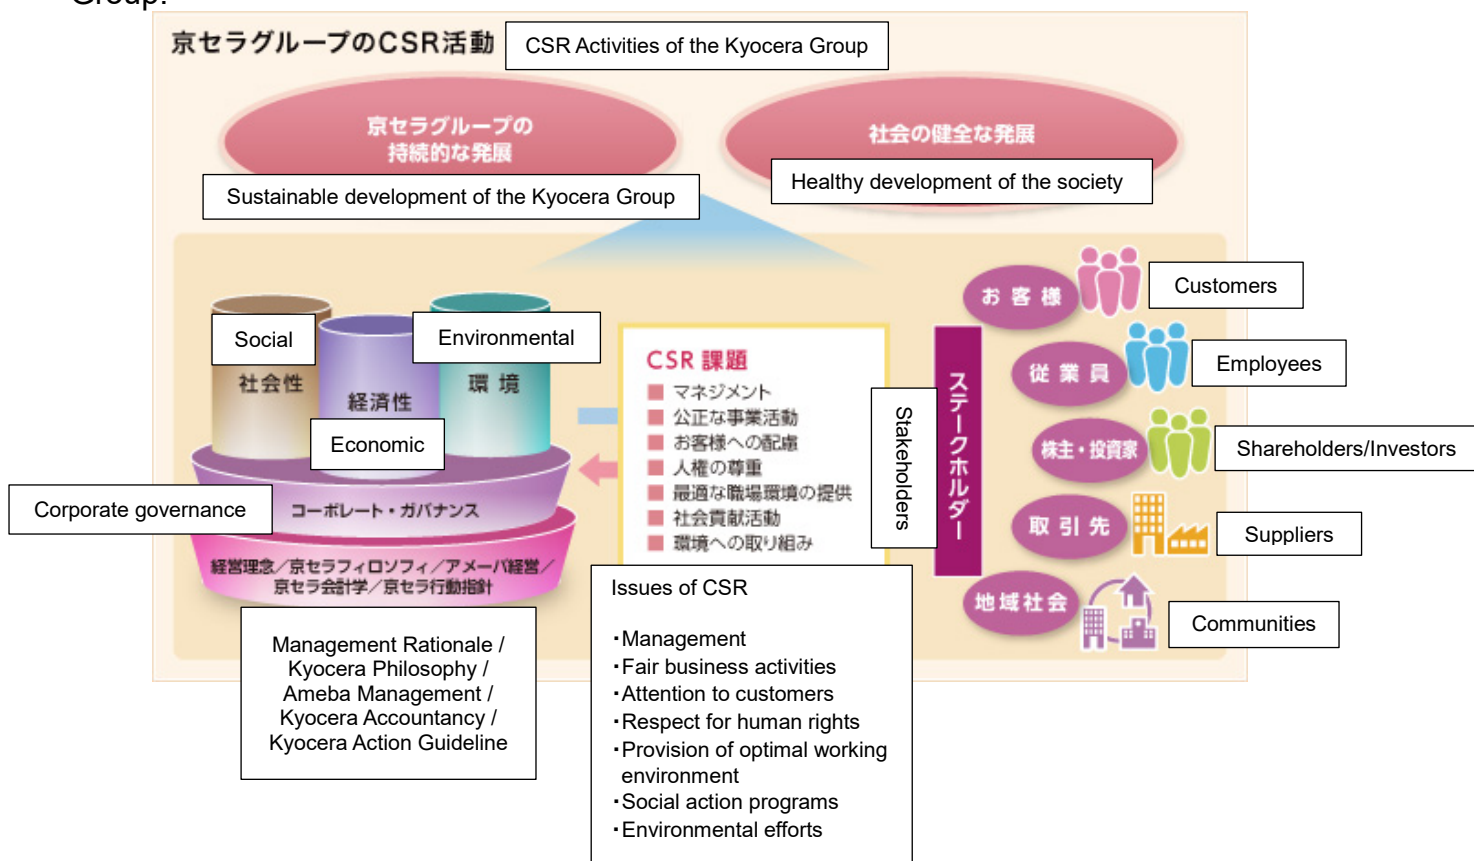 Group.
京セラグループのCSR活動
CSR Activities of the Kyocera Group
京セラグループの
持続的な発展
Sustainable development of the Kyocera Group
社会の健全な発展
Healthy development of the society
Social
社会性
経済性
Economic
Environmental
環境
Corporate governance
コーポレート・ガバナンス
経営理念／京セラフィロソフィ／アメーバ経営／
京セラ会計学／京セラ行動指針
Management Rationale /
Kyocera Philosophy /
Ameba Management /
Kyocera Accountancy /
Kyocera Action Guideline
CSR 課題
■ マネジメント
■ 公正な事業活動
■ お客様への配慮
■ 人権の尊重
■ 最適な職場環境の提供
■ 社会貢献活動
■ 環境への取り組み
Issues of CSR
・Management
・Fair business activities
・Attention to customers
・Respect for human rights
・Provision of optimal working
environment
・Social action programs
・Environmental efforts
Stakeholders
ステークホルダー
お客様
Customers
従業員
Employees
株主・投資家
Shareholders/Investors
取引先
Suppliers
地域社会
Communities